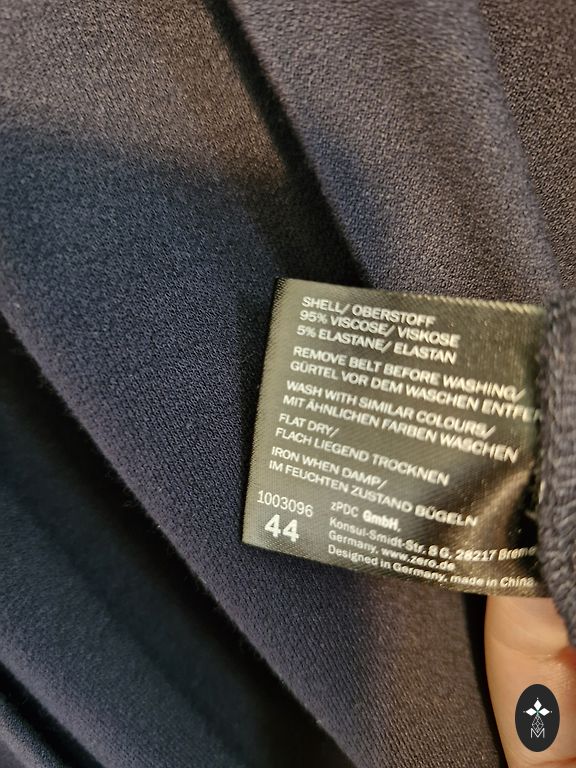 SHELL/ OBERSTOFF
95% VISCOSE/ VISKOSE
5% ELASTANE/ ELASTAN
REMOVE BELT BEFORE WASHING/
GÜRTEL VOR DEM WASCHEN
WASH WITH SIMILAR COLOURS/
MIT ÄHNLICHEN FARBEN WASCHEN
FLAT DRY/
FLACH LIEGEND TROCKNEN
IRON WHEN DAMP/
IM FEUCHTEN ZUSTAND BÜGELN
1003096
44
zPDC GmbH.
Konsul-Smidt-Str. 8 G, 28217
Germany, www.zero.de
Designed in Germany, made in China
M